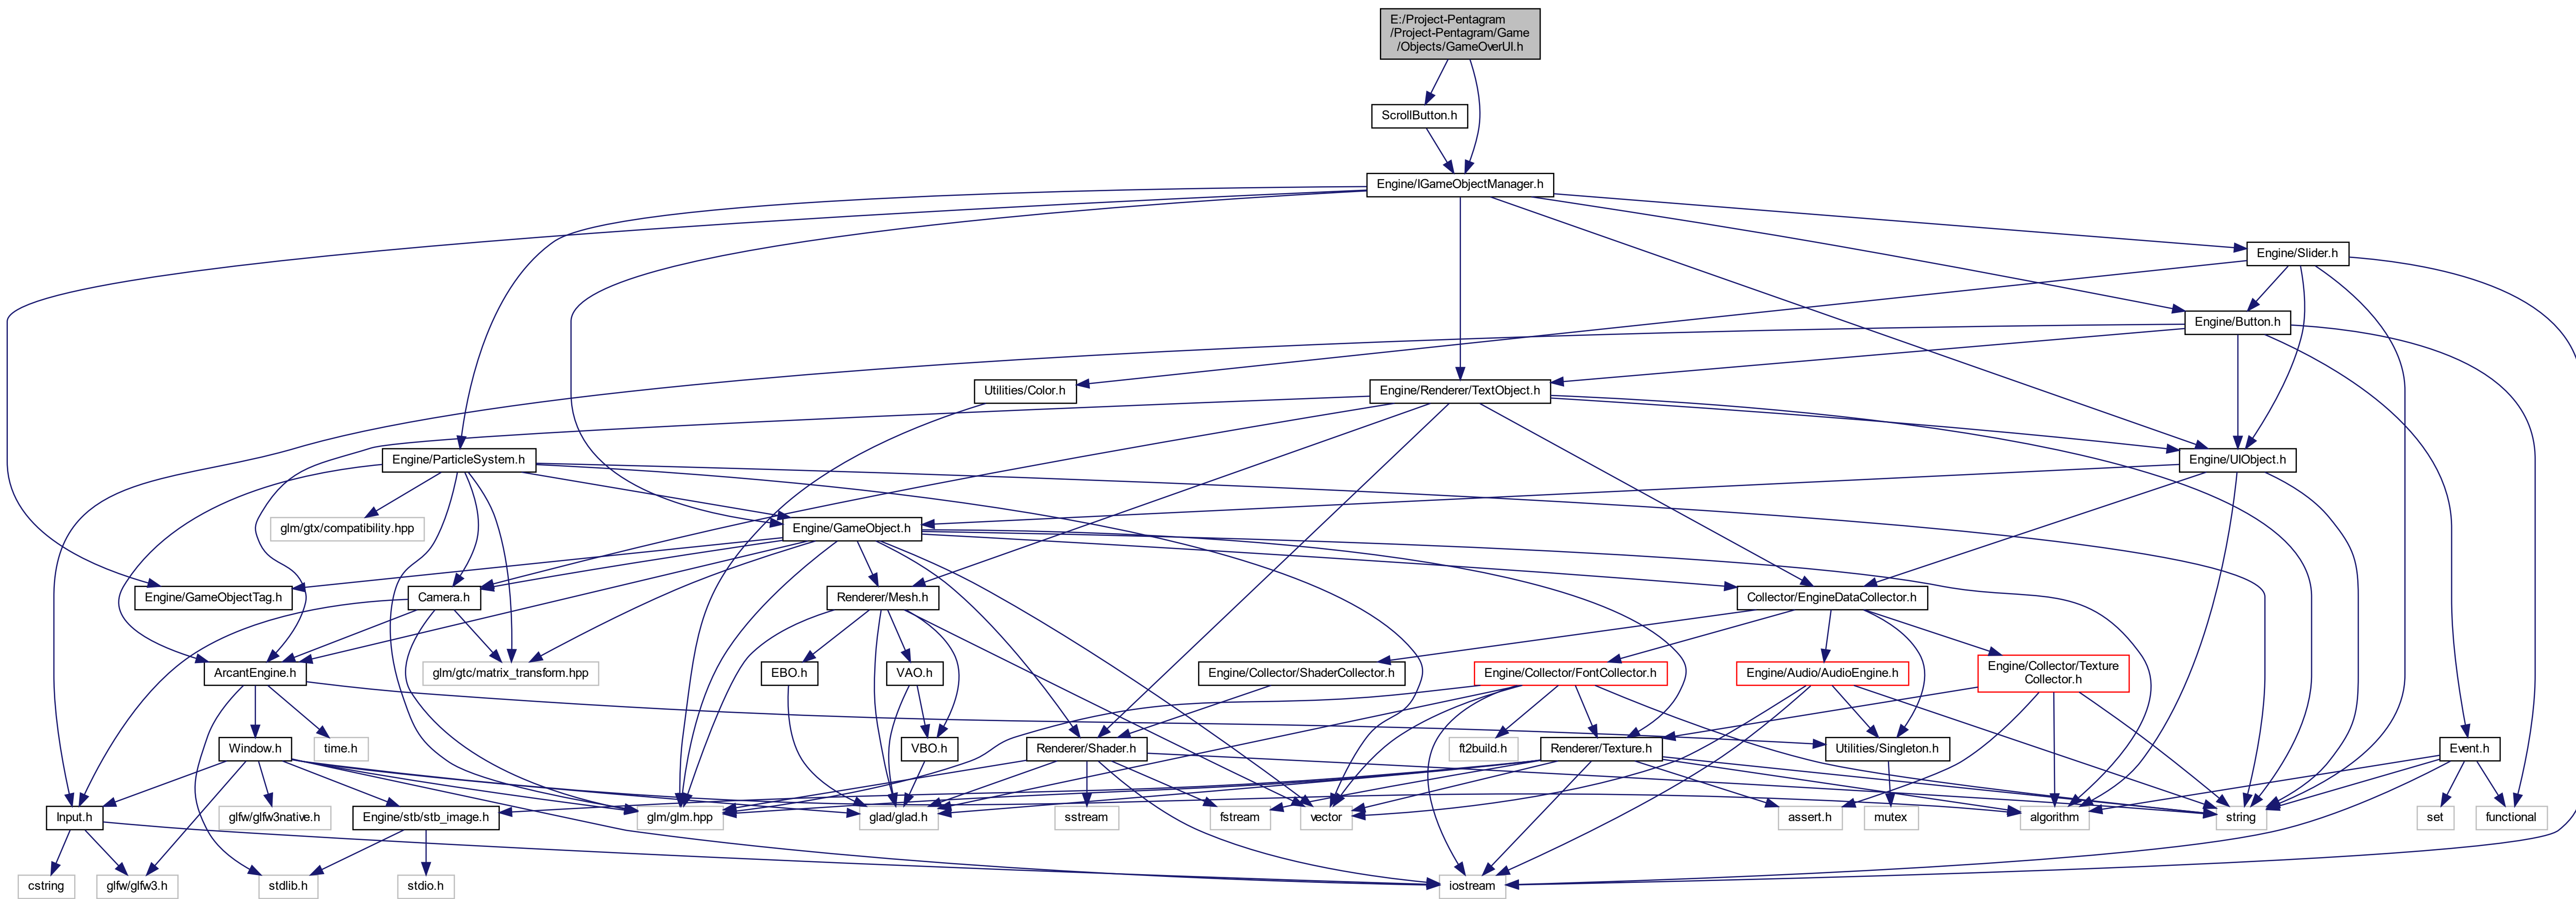 E:/Project-Pentagram
/Project-Pentagram/Game
/Objects/GameOverUI.h
ScrollButton.h
Engine/IGameObjectManager.h
Engine/Slider.h
Engine/Button.h
Utilities/Color.h
Engine/Renderer/TextObject.h
Engine/ParticleSystem.h
Engine/UIObject.h
glm/gtx/compatibility.hpp
Engine/GameObject.h
Engine/GameObjectTag.h
Camera.h
Renderer/Mesh.h
Collector/EngineDataCollector.h
ArcantEngine.h
glm/gtc/matrix_transform.hpp
EBO.h
VAO.h
Engine/Collector/ShaderCollector.h
Engine/Collector/FontCollector.h
Engine/Audio/AudioEngine.h
Engine/Collector/Texture
Collector.h
Window.h
time.h
VBO.h
Renderer/Shader.h
ft2build.h
Renderer/Texture.h
Utilities/Singleton.h
Event.h
Input.h
glfw/glfw3native.h
Engine/stb/stb_image.h
glm/glm.hpp
glad/glad.h
sstream
fstream
vector
assert.h
mutex
algorithm
string
set
functional
cstring
glfw/glfw3.h
stdlib.h
stdio.h
iostream